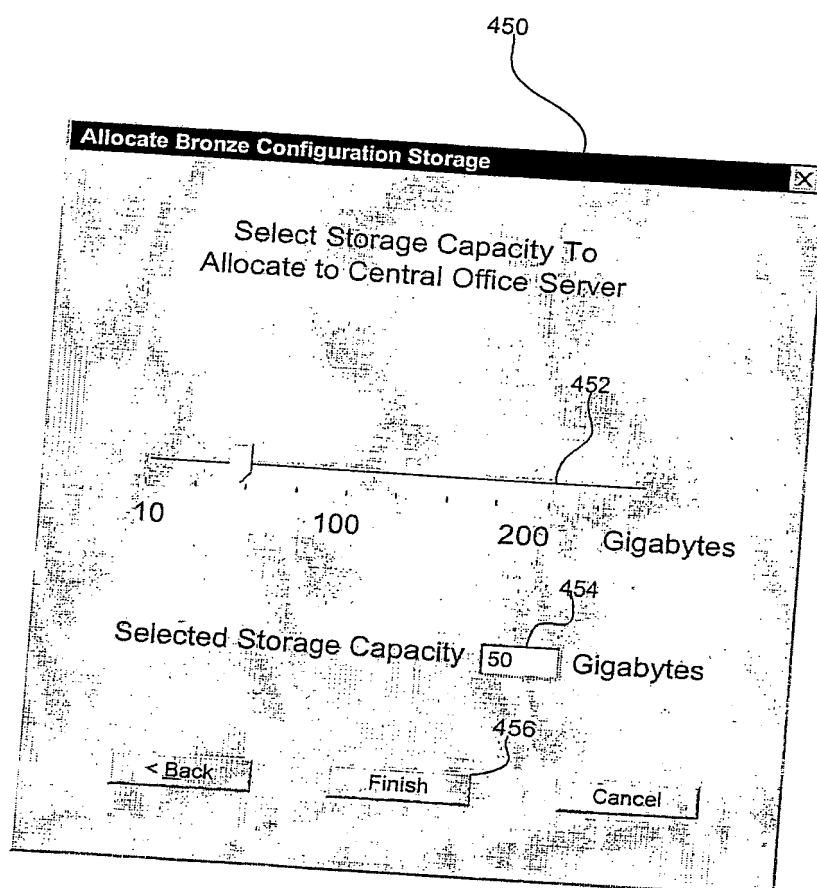 450
Allocate Bronze Configuration Storage
Select Storage Capacity To
Allocate to Central Office Server
452
10 100 200 Gigabytes
454
Selected Storage Capacity 50 Gigabytes
456
< Back Finish Cancel